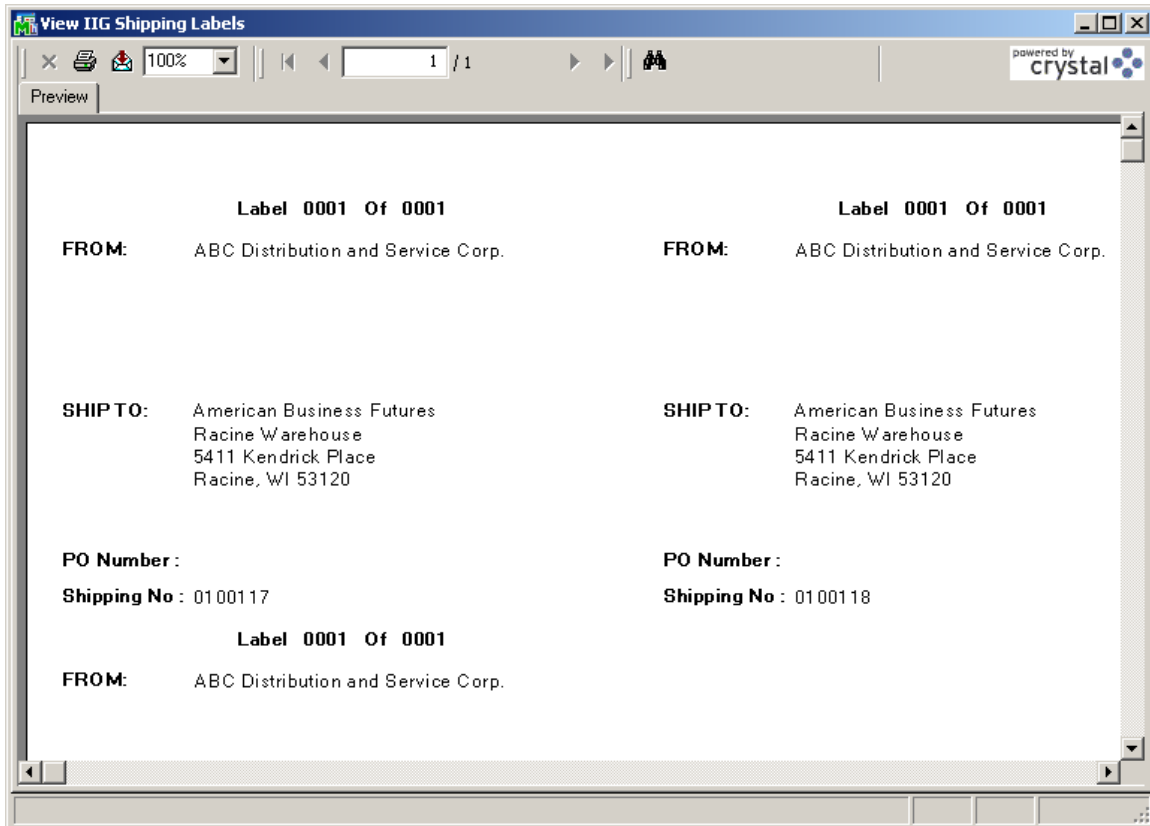 View IIG Shipping Labels
100%
1 / 1
powered by
crystal
Preview
Label 0001 Of 0001
FROM: ABC Distribution and Service Corp.
SHIP TO: American Business Futures
Racine Warehouse
5411 Kendrick Place
Racine, WI 53120
PO Number :
Shipping No : 0100117
Label 0001 Of 0001
FROM: ABC Distribution and Service Corp.
SHIP TO: American Business Futures
Racine Warehouse
5411 Kendrick Place
Racine, WI 53120
PO Number :
Shipping No : 0100118
Label 0001 Of 0001
FROM: ABC Distribution and Service Corp.